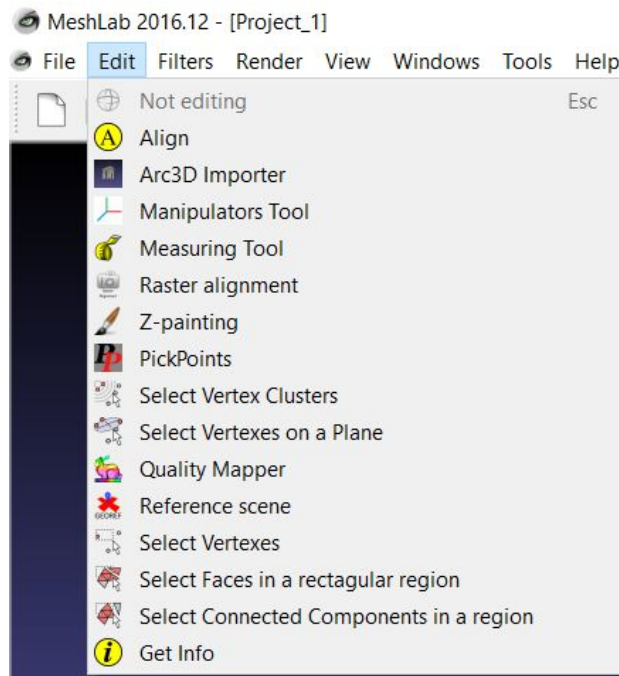 MeshLab 2016.12 - [Project_1]
File Edit Filters Render View Windows Tools Help
Not editing Esc
A Align
Arc3D Importer
Manipulators Tool
Measuring Tool
Raster alignment
Z-painting
PP PickPoints
Select Vertex Clusters
Select Vertexes on a Plane
Quality Mapper
GEOREF Reference scene
Select Vertexes
Select Faces in a rectagular region
Select Connected Components in a region
i Get Info